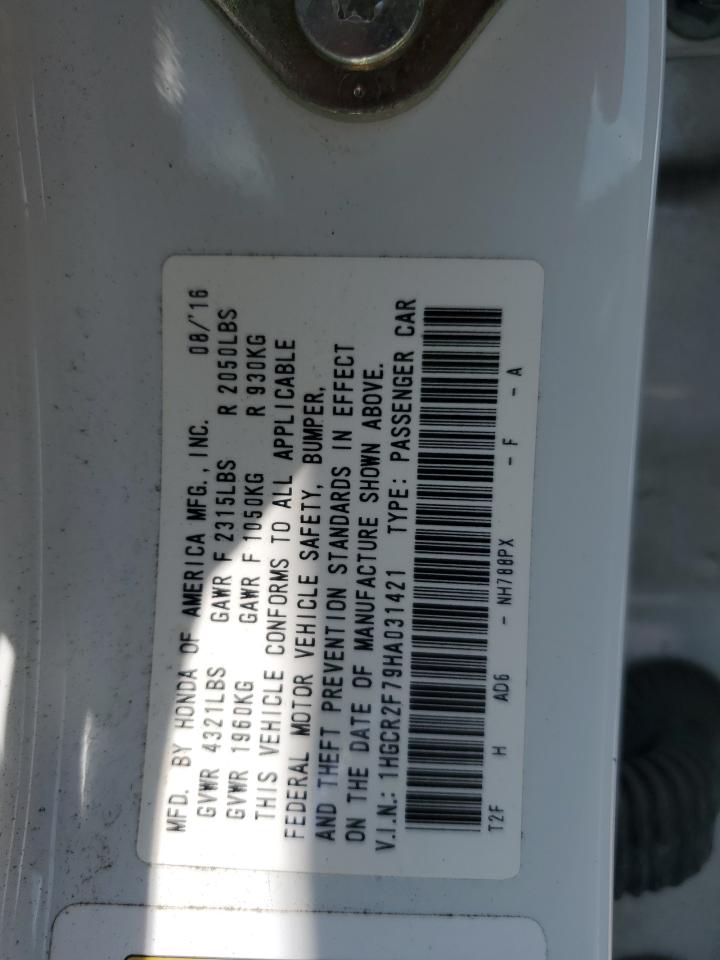 MFD. BY HONDA OF AMERICA MFG., INC. 08/'16
GVWR 4321LBS GAWR F 2315LBS R 2050LBS
GVWR 1960KG GAWR F 1050KG R 930KG
THIS VEHICLE CONFORMS TO ALL APPLICABLE
FEDERAL MOTOR VEHICLE SAFETY, BUMPER,
AND THEFT PREVENTION STANDARDS IN EFFECT
ON THE DATE OF MANUFACTURE SHOWN ABOVE.
V.I.N.: 1HGCR2F79HA031421 TYPE: PASSENGER CAR
T2F H AD6 - NH788PX - F - A